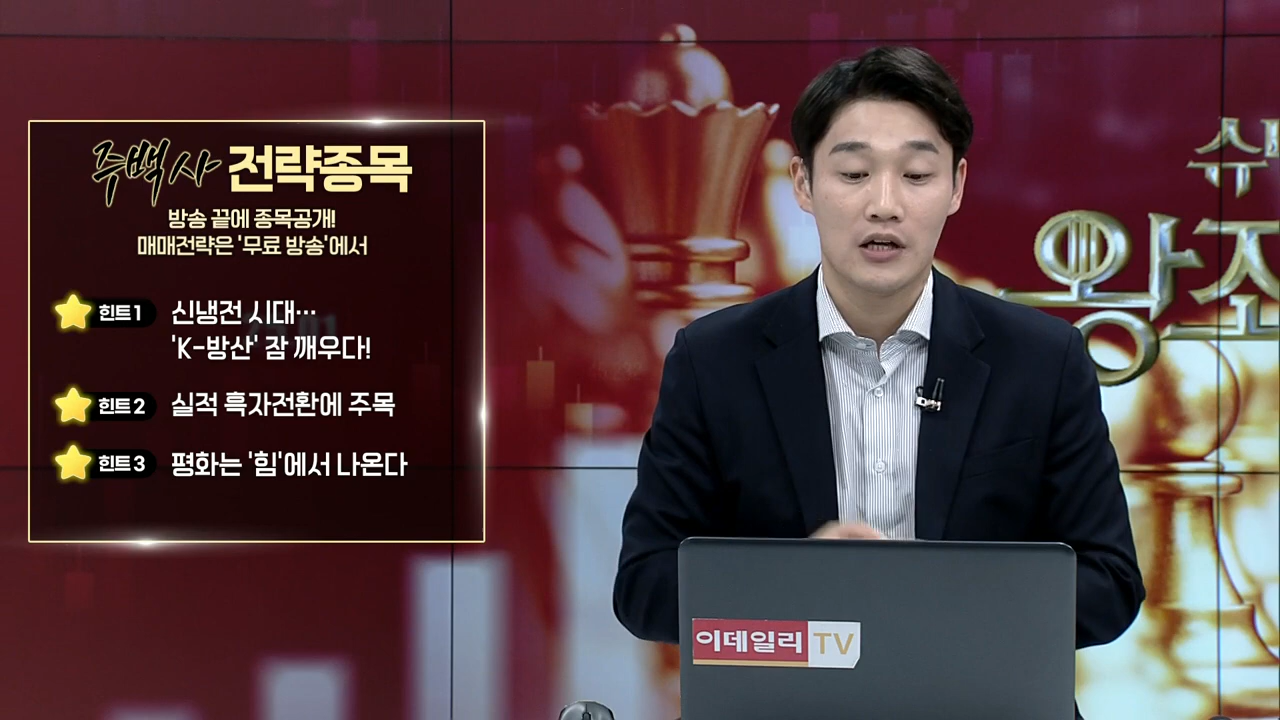 주백사 전략종목
방송 끝에 종목공개!
매매전략은 '무료 방송'에서
힌트1 신냉전 시대…
'K-방산' 잠 깨우다!
힌트2 실적 흑자전환에 주목
힌트3 평화는 '힘'에서 나온다
수
왕
이데일리 TV